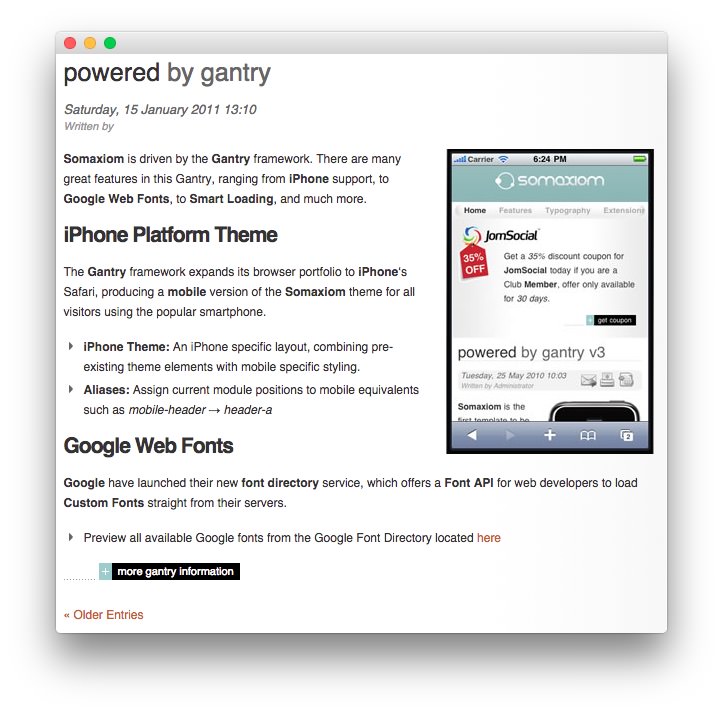 powered by gantry
Saturday, 15 January 2011 13:10
Written by
Somaxiom is driven by the Gantry framework. There are many
great features in this Gantry, ranging from iPhone support, to
Google Web Fonts, to Smart Loading, and much more.
iPhone Platform Theme
The Gantry framework expands its browser portfolio to iPhone's
Safari, producing a mobile version of the Somaxiom theme for all
visitors using the popular smartphone.
iPhone Theme: An iPhone specific layout, combining pre-
existing theme elements with mobile specific styling.
Aliases: Assign current module positions to mobile equivalents
such as mobile-header → header-a
Carrier 6:24 PM
somaxiom
Home Features Typography Extensions
JomSocial
35%
OFF
Get a 35% discount coupon for
JomSocial today if you are a
Club Member, offer only available
for 30 days.
+ get coupon
powered by gantry v3
Tuesday, 25 May 2010 10:03
Written by Administrator
Somaxiom is the
first template to be
2
Google Web Fonts
Google have launched their new font directory service, which offers a Font API for web developers to load
Custom Fonts straight from their servers.
Preview all available Google fonts from the Google Font Directory located here
+ more gantry information
« Older Entries